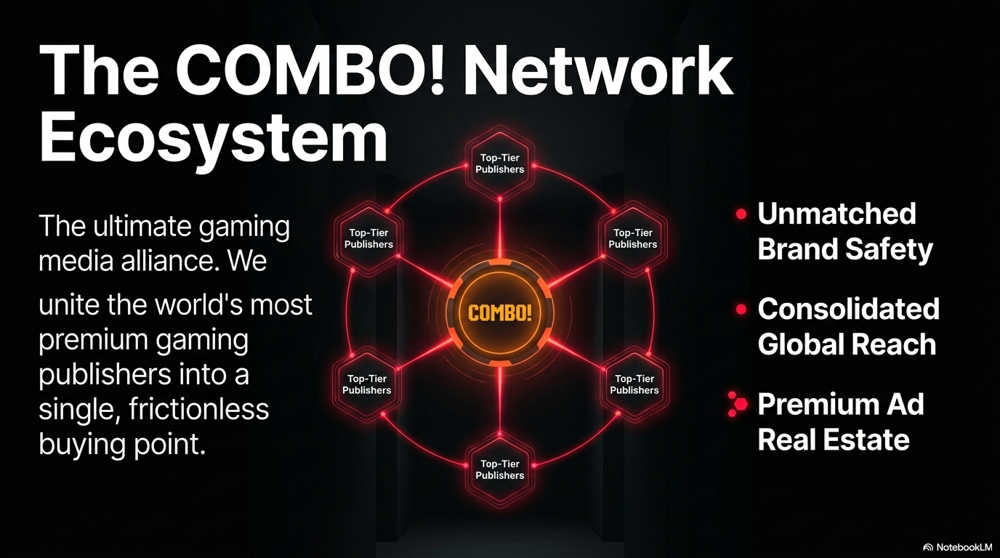 The COMBO! Network
Ecosystem
The ultimate gaming
media alliance. We
unite the world's most
premium gaming
publishers into a
single, frictionless
buying point.
Top-Tier
Publishers
Top-Tier
Publishers
Top-Tier
Publishers
COMBO!
Top-Tier
Publishers
Top-Tier
Publishers
Top-Tier
Publishers
Unmatched
Brand Safety
Consolidated
Global Reach
Premium Ad
Real Estate
NotebookLM